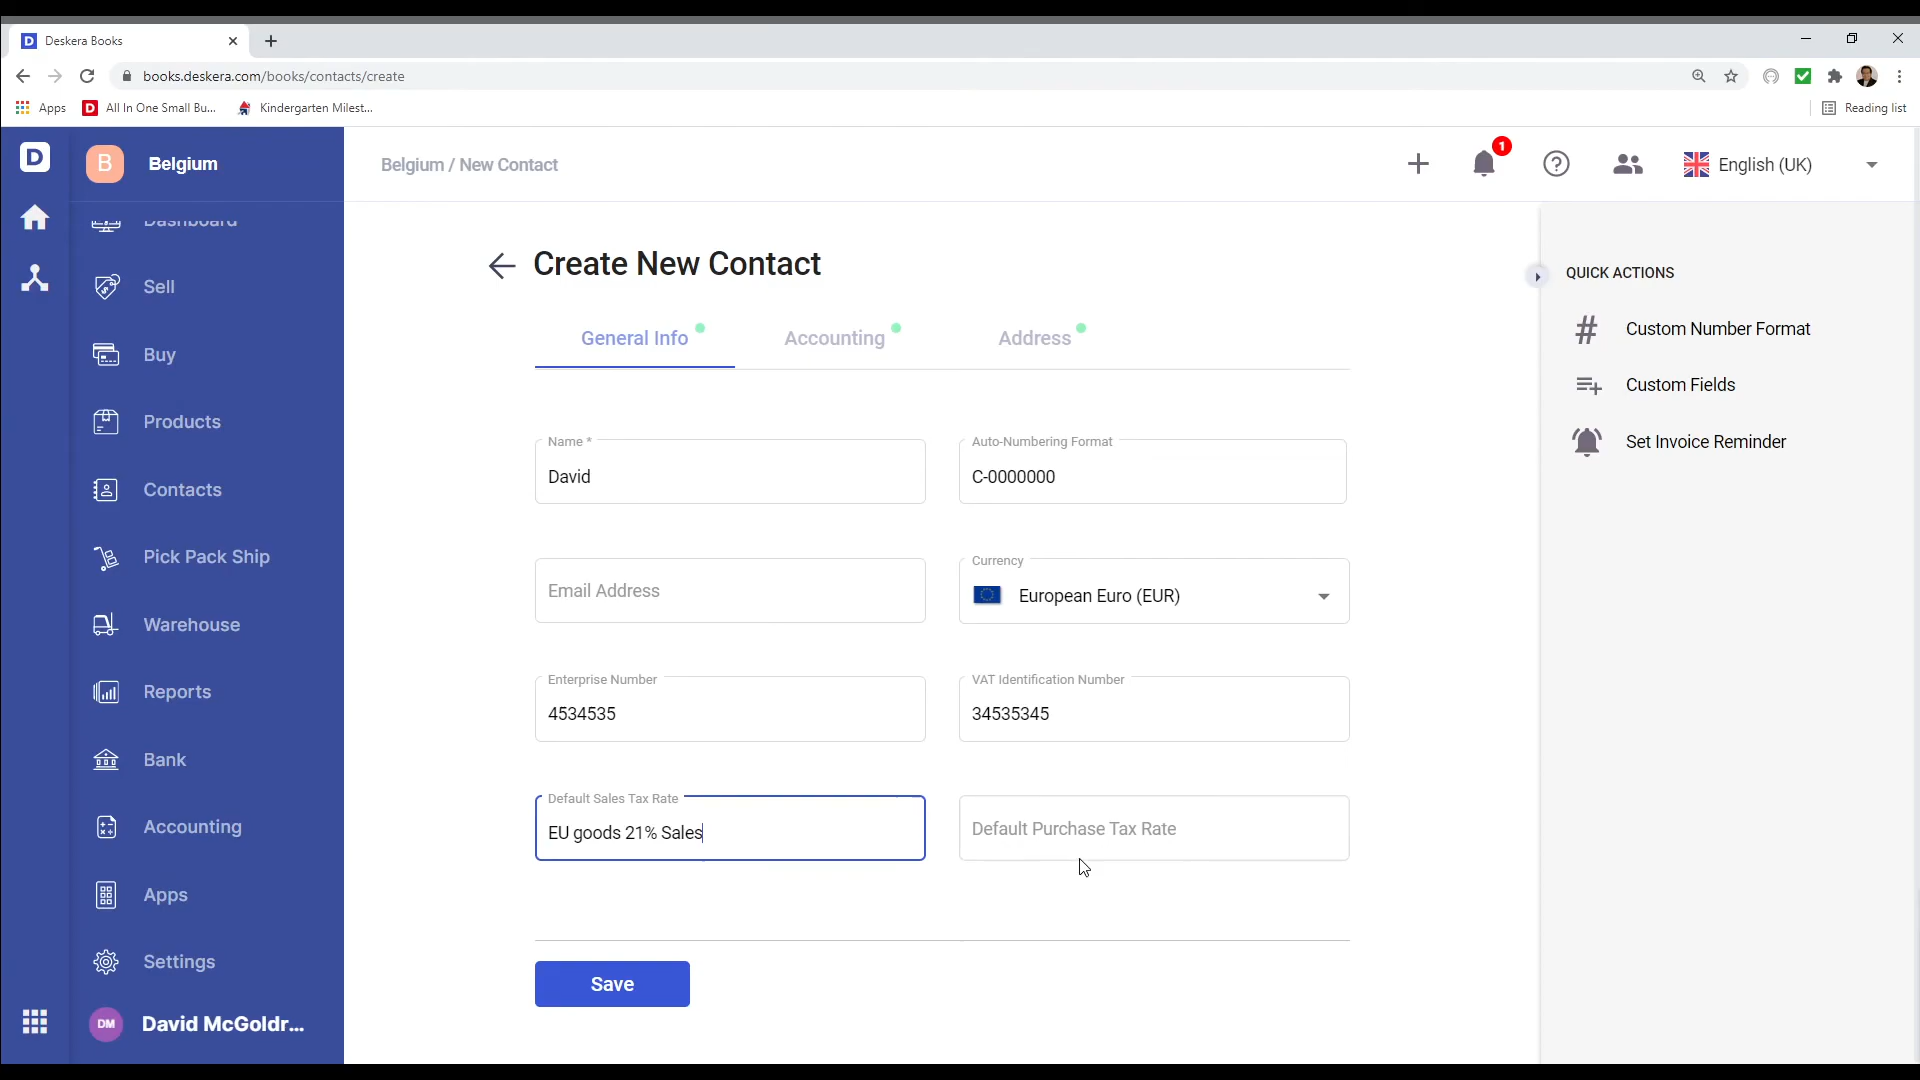 Deskera Books
books.deskera.com/books/contacts/create
Apps
All In One Small Bu...
Kindergarten Milest...
Reading list
D
B
Belgium
Belgium / New Contact
1
English (UK)
Dashboard
Sell
Buy
Products
Contacts
Pick Pack Ship
Warehouse
Reports
Bank
Accounting
Apps
Settings
DM
David McGoldr...
Create New Contact
General Info
Accounting
Address
Name *
David
Auto-Numbering Format
C-0000000
Email Address
Currency
European Euro (EUR)
Enterprise Number
4534535
VAT Identification Number
34535345
Default Sales Tax Rate
EU goods 21% Sales
Default Purchase Tax Rate
Save
QUICK ACTIONS
Custom Number Format
Custom Fields
Set Invoice Reminder